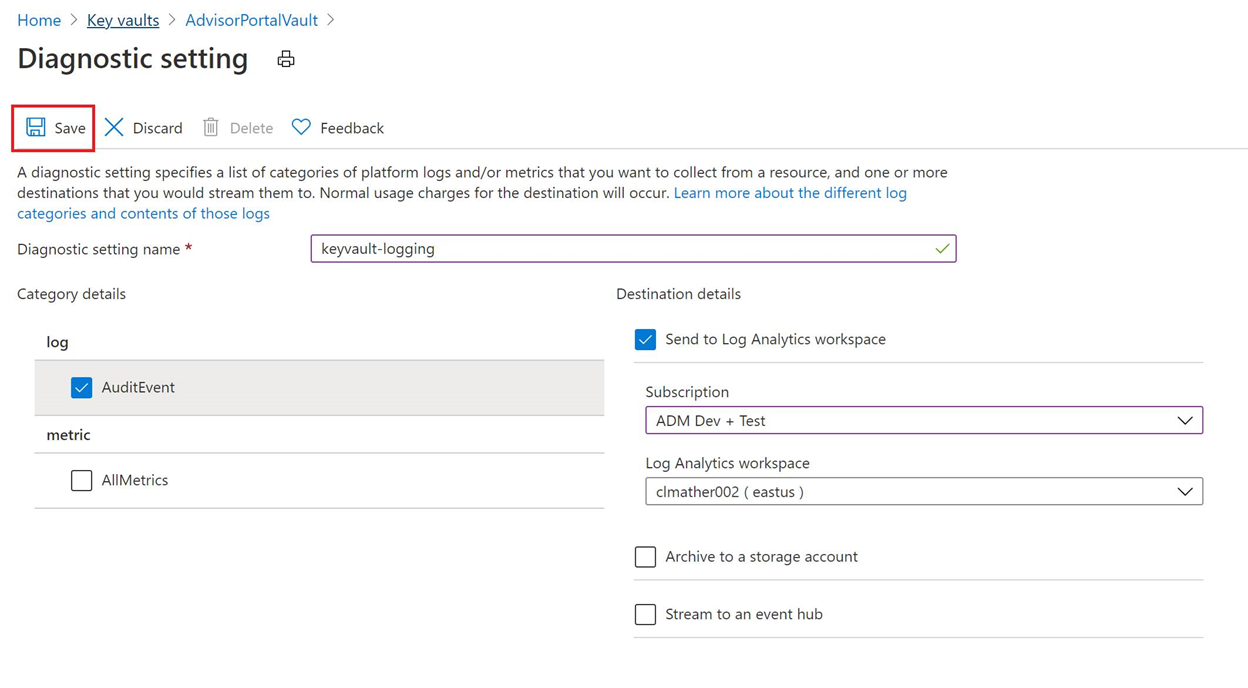 Home > Key vaults > AdvisorPortalVault >
Diagnostic setting
Save Discard Delete Feedback
A diagnostic setting specifies a list of categories of platform logs and/or metrics that you want to collect from a resource, and one or more
destinations that you would stream them to. Normal usage charges for the destination will occur. Learn more about the different log
categories and contents of those logs
Diagnostic setting name * keyvault-logging
Category details
Destination details
log
Send to Log Analytics workspace
AuditEvent
Subscription
ADM Dev + Test
metric
Log Analytics workspace
AllMetrics
clmather002 ( eastus )
Archive to a storage account
Stream to an event hub